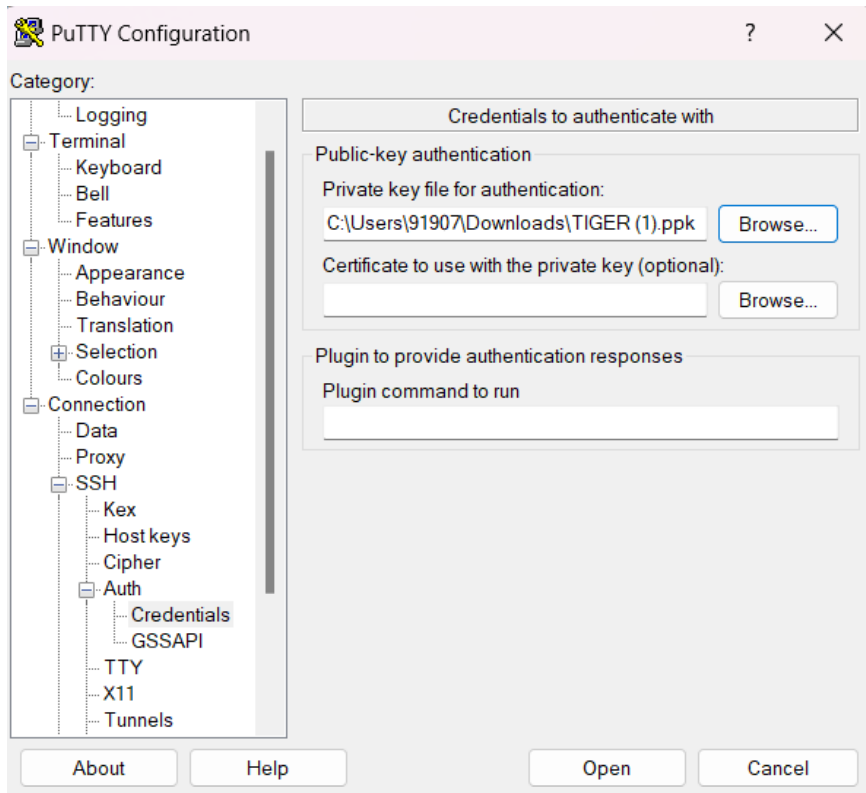 PuTTY Configuration
?
Category:
Logging
Terminal
Keyboard
Bell
Features
Window
Appearance
Behaviour
Translation
Selection
Colours
Connection
Data
Proxy
SSH
Kex
Host keys
Cipher
Auth
Credentials
GSSAPI
TTY
X11
Tunnels
Credentials to authenticate with
Public-key authentication
Private key file for authentication:
C:\Users\91907\Downloads\TIGER (1).ppk Browse...
Certificate to use with the private key (optional):
Browse...
Plugin to provide authentication responses
Plugin command to run
About Help Open Cancel